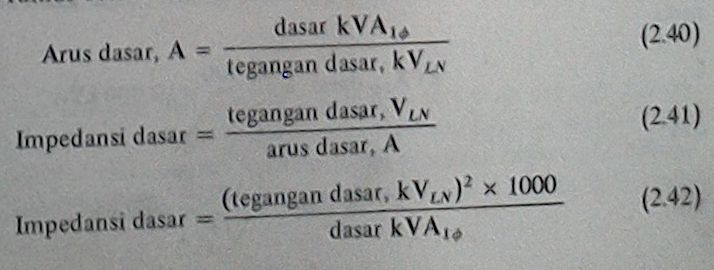 Arus dasar, A = dasar kVA₁ϕ / tegangan dasar, kV_LN (2.40)
Impedansi dasar = tegangan dasar, V_LN / arus dasar, A (2.41)
Impedansi dasar = (tegangan dasar, kV_LN)² × 1000 / dasar kVA₁ϕ (2.42)